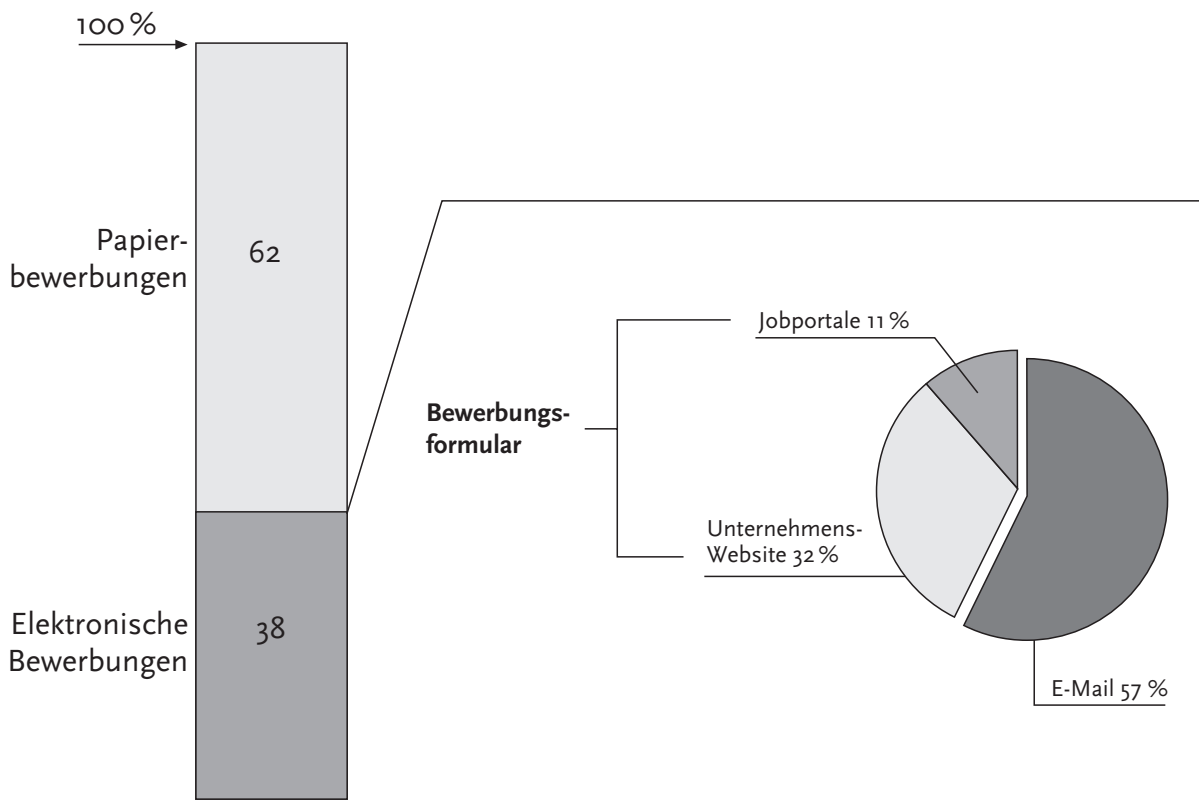 100 %
Papier-
bewerbungen
62
Elektronische
Bewerbungen
38
Bewerbungs-
formular
Jobportale 11 %
Unternehmens-
Website 32 %
E-Mail 57 %